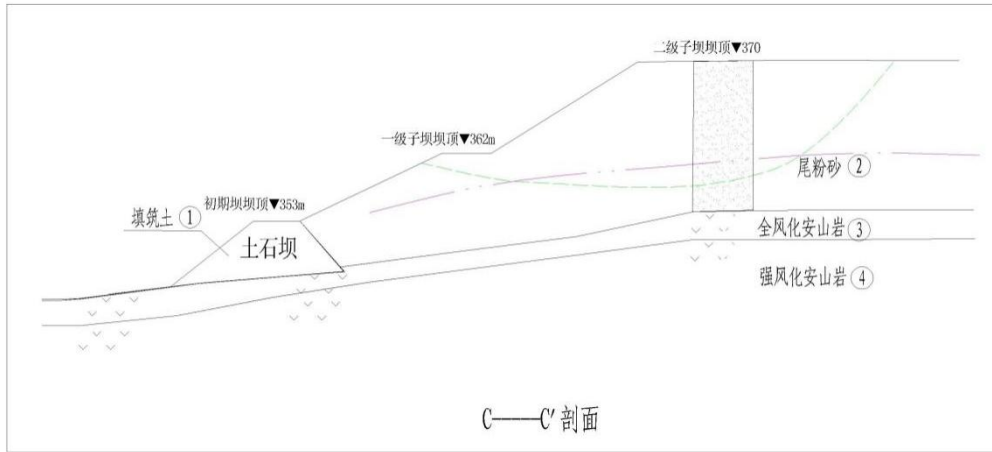 二级子坝坝顶▼370
一级子坝坝顶▼362m
尾粉砂②
初期坝坝顶▼353m
填筑土①
土石坝
全风化安山岩③
强风化安山岩④
C——C′剖面